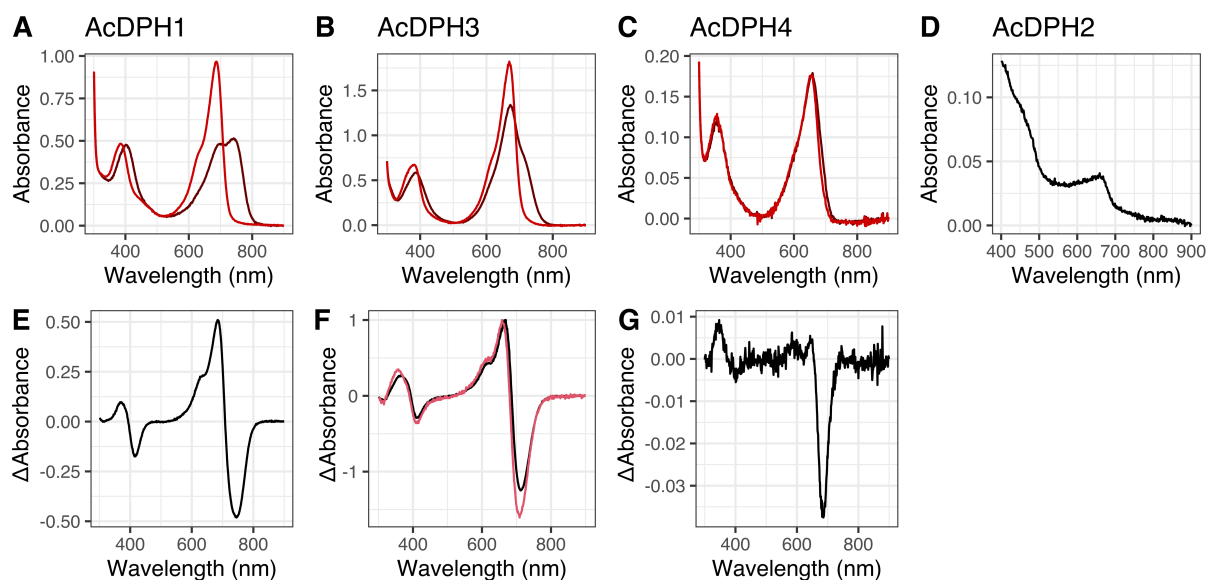 A AcDPH1
B AcDPH3
C AcDPH4
D AcDPH2
Absorbance
1.00
0.75
0.50
0.25
0.00
400 600 800
Wavelength (nm)
Absorbance
1.5
1.0
0.5
0.0
400 600 800
Wavelength (nm)
Absorbance
0.20
0.15
0.10
0.05
0.00
400 600 800
Wavelength (nm)
Absorbance
0.10
0.05
0.00
400 500 600 700 800 900
Wavelength (nm)
E
ΔAbsorbance
0.50
0.25
0.00
-0.25
-0.50
400 600 800
Wavelength (nm)
F
ΔAbsorbance
1
0
-1
400 600 800
Wavelength (nm)
G
ΔAbsorbance
0.01
0.00
-0.01
-0.02
-0.03
400 600 800
Wavelength (nm)